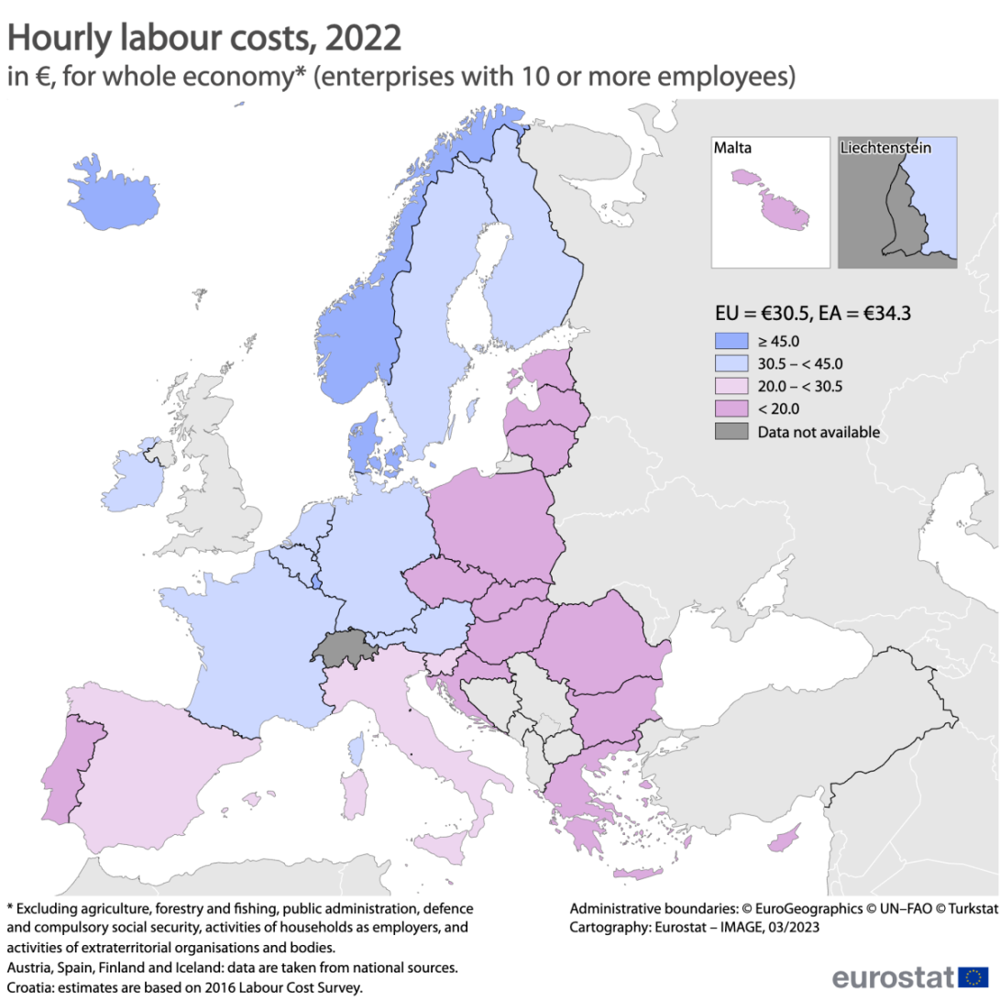 Hourly labour costs, 2022
in €, for whole economy* (enterprises with 10 or more employees)
Malta
Liechtenstein
EU = €30.5, EA = €34.3
≥ 45.0
30.5 – < 45.0
20.0 – < 30.5
< 20.0
Data not available
* Excluding agriculture, forestry and fishing, public administration, defence
and compulsory social security, activities of households as employers, and
activities of extraterritorial organisations and bodies.
Austria, Spain, Finland and Iceland: data are taken from national sources.
Croatia: estimates are based on 2016 Labour Cost Survey.
Administrative boundaries: © EuroGeographics © UN–FAO © Turkstat
Cartography: Eurostat – IMAGE, 03/2023
eurostat